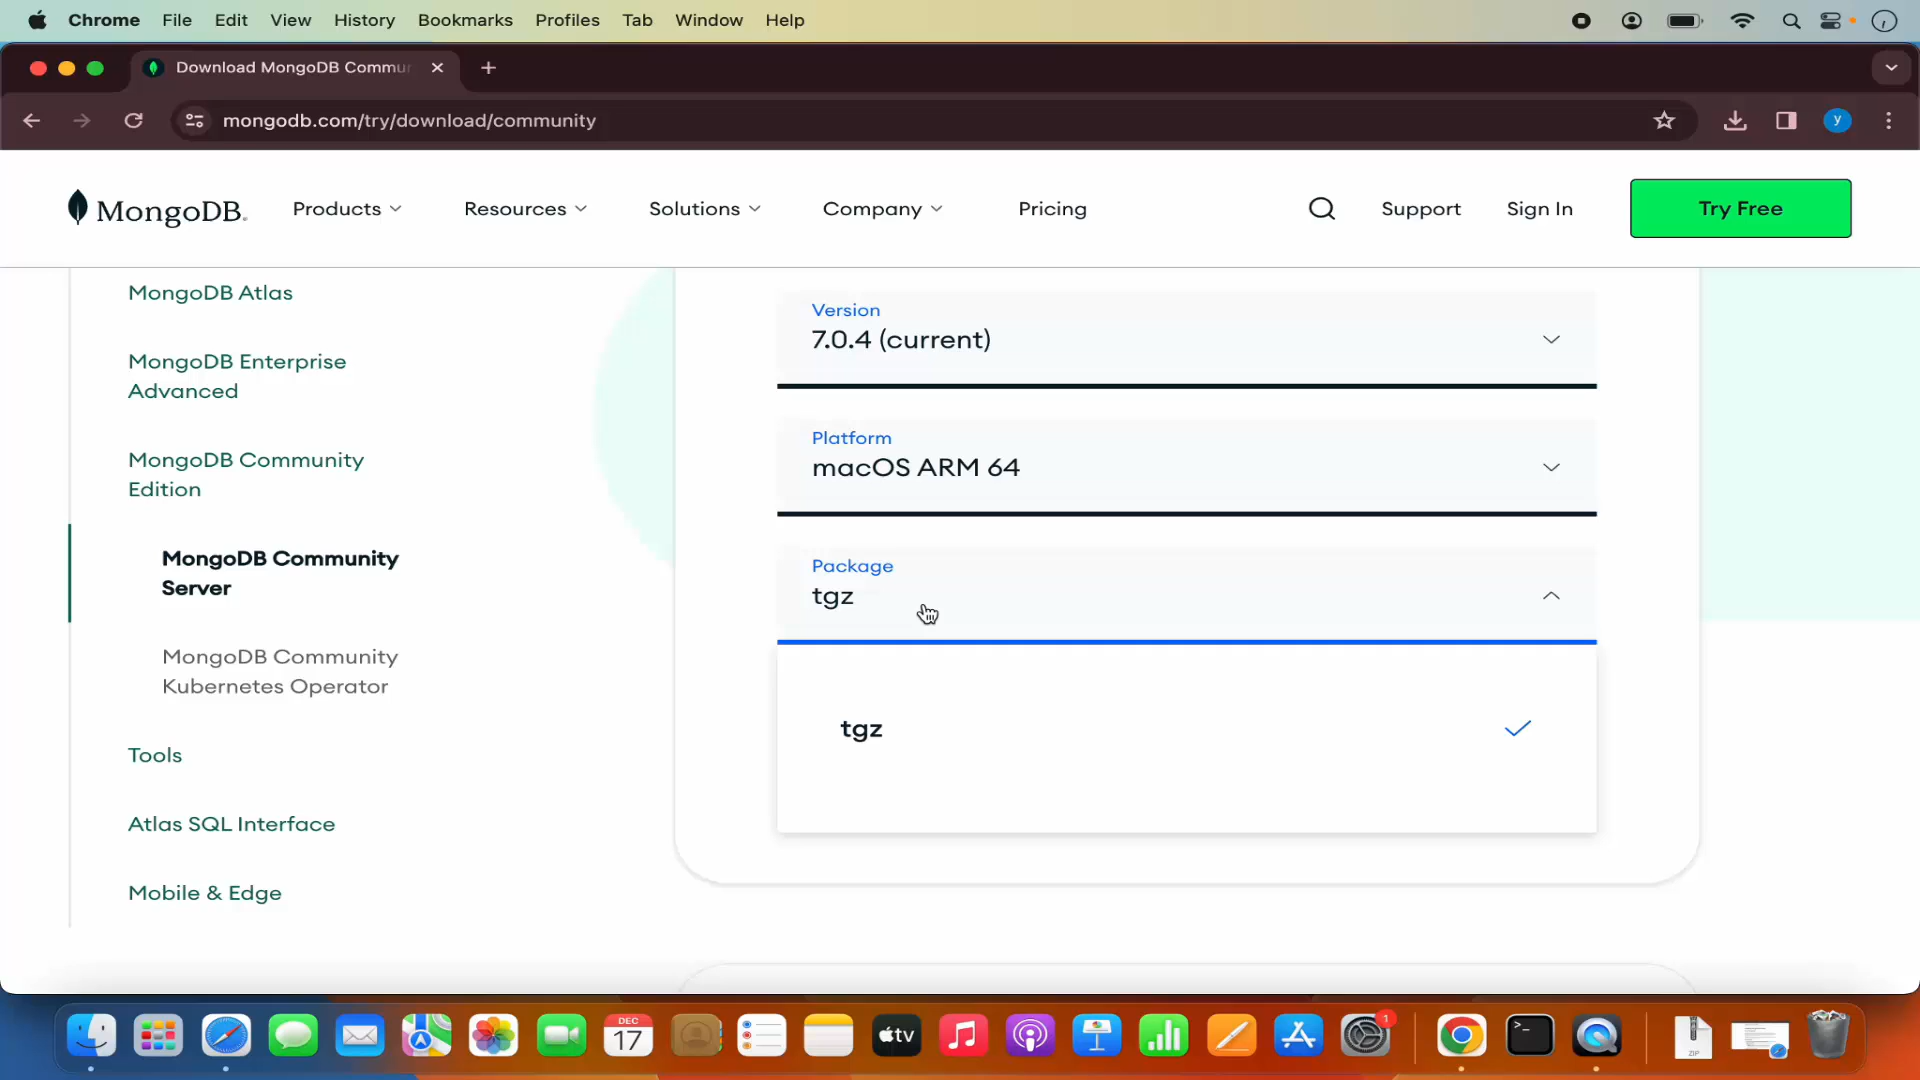 Chrome File Edit View History Bookmarks Profiles Tab Window Help
Download MongoDB Commu
mongodb.com/try/download/community
y
MongoDB.
Products
Resources
Solutions
Company
Pricing
Support
Sign In
Try Free
MongoDB Atlas
MongoDB Enterprise
Advanced
MongoDB Community
Edition
MongoDB Community
Server
MongoDB Community
Kubernetes Operator
Tools
Atlas SQL Interface
Mobile & Edge
Version
7.0.4 (current)
Platform
macOS ARM 64
Package
tgz
tgz
DEC
17
tv
1
>_
ZIP